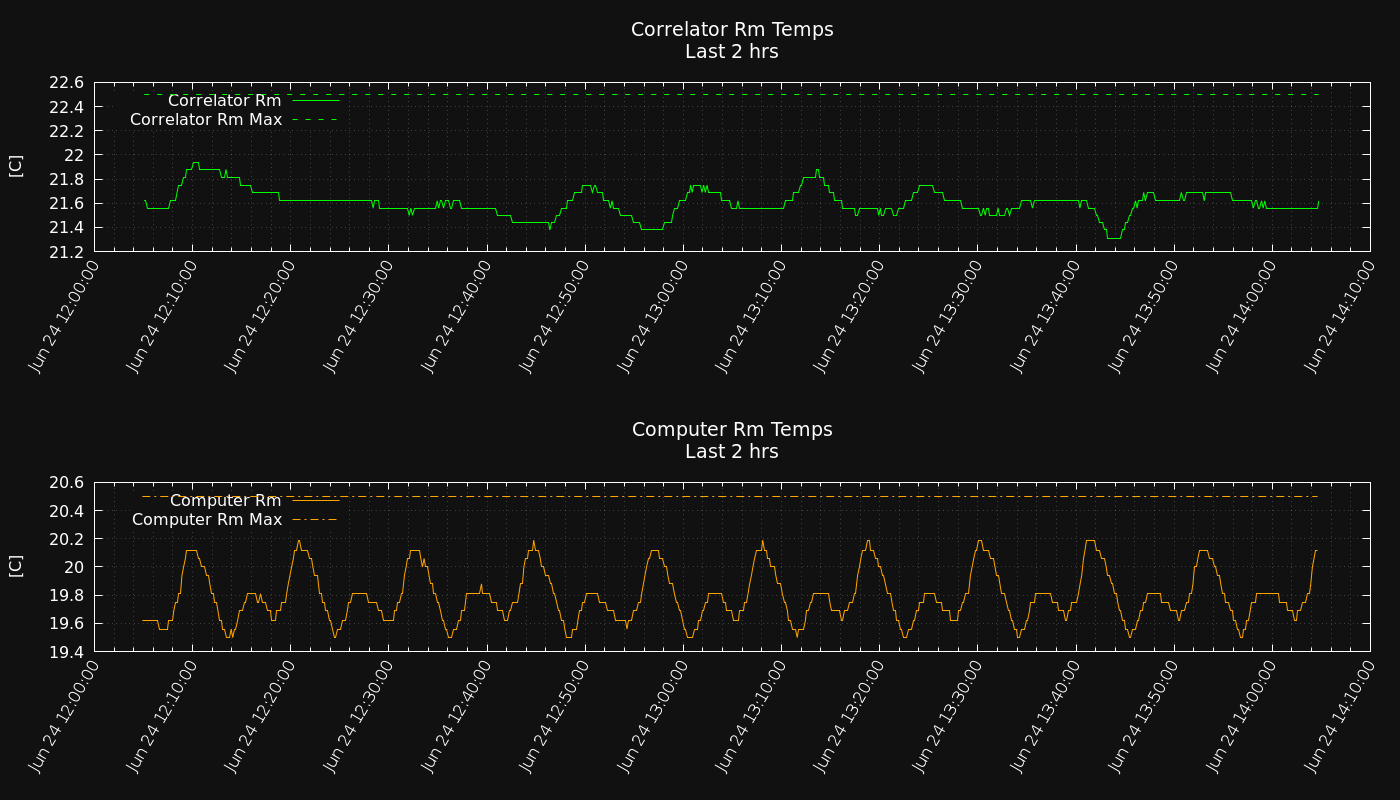 Correlator Rm Temps
Last 2 hrs
[C]
22.6
22.4
22.2
22
21.8
21.6
21.4
21.2
Correlator Rm
Correlator Rm Max
Jun 24 12:00:00
Jun 24 12:10:00
Jun 24 12:20:00
Jun 24 12:30:00
Jun 24 12:40:00
Jun 24 12:50:00
Jun 24 13:00:00
Jun 24 13:10:00
Jun 24 13:20:00
Jun 24 13:30:00
Jun 24 13:40:00
Jun 24 13:50:00
Jun 24 14:00:00
Jun 24 14:10:00
Computer Rm Temps
Last 2 hrs
[C]
20.6
20.4
20.2
20
19.8
19.6
19.4
Computer Rm
Computer Rm Max
Jun 24 12:00:00
Jun 24 12:10:00
Jun 24 12:20:00
Jun 24 12:30:00
Jun 24 12:40:00
Jun 24 12:50:00
Jun 24 13:00:00
Jun 24 13:10:00
Jun 24 13:20:00
Jun 24 13:30:00
Jun 24 13:40:00
Jun 24 13:50:00
Jun 24 14:00:00
Jun 24 14:10:00